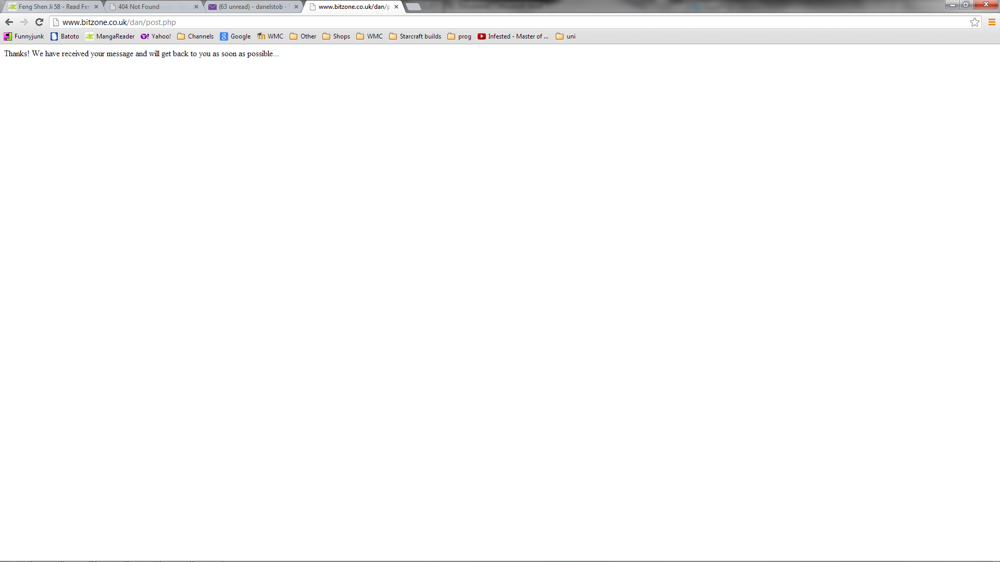 Feng Shen Ji 58 - Read Fer
404 Not Found
(63 unread) - danelstob -
www.bitzone.co.uk/dan/p
www.bitzone.co.uk/dan/post.php
Funnyjunk Batoto MangaReader Yahoo! Channels Google WMC Other Shops WMC Starcraft builds prog Infested - Master of ... uni
Thanks! We have received your message and will get back to you as soon as possible...